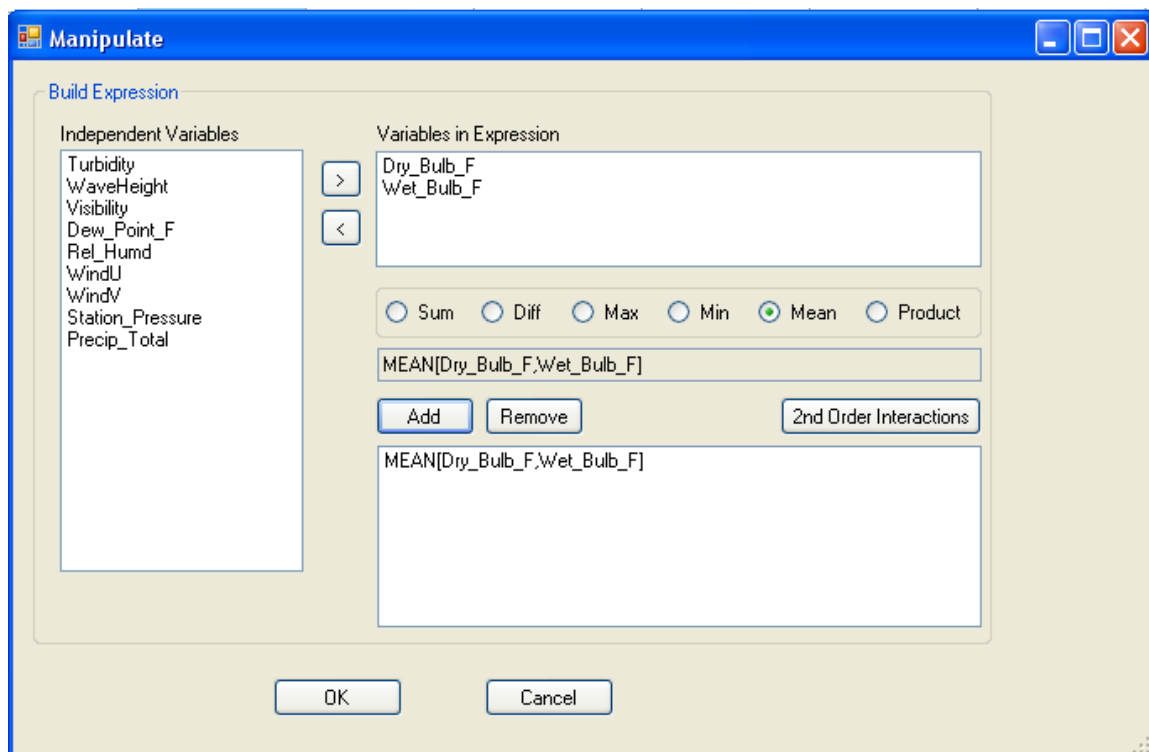 Manipulate
Build Expression
Independent Variables
Turbidity
WaveHeight
Visibility
Dew_Point_F
Rel_Humd
WindU
WindV
Station_Pressure
Precip_Total
>
<
Variables in Expression
Dry_Bulb_F
Wet_Bulb_F
Sum Diff Max Min Mean Product
MEAN[Dry_Bulb_F,Wet_Bulb_F]
Add Remove 2nd Order Interactions
MEAN[Dry_Bulb_F,Wet_Bulb_F]
OK Cancel